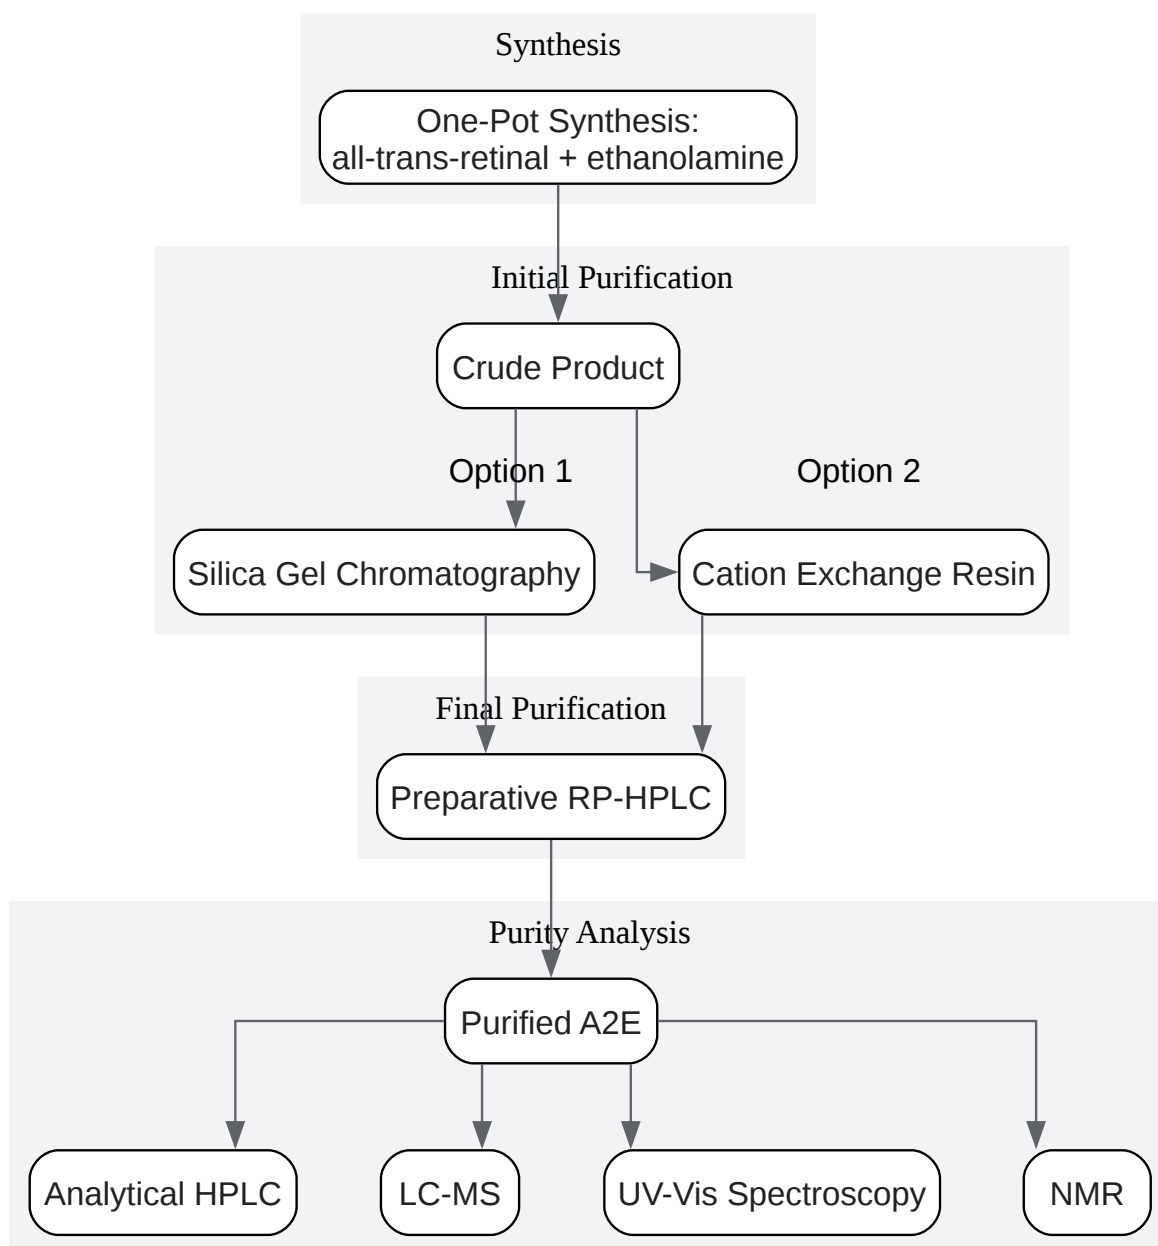 Synthesis
One-Pot Synthesis:
all-trans-retinal + ethanolamine
Initial Purification
Crude Product
Option 1
Option 2
Silica Gel Chromatography
Cation Exchange Resin
Final Purification
Preparative RP-HPLC
Purity Analysis
Purified A2E
Analytical HPLC
LC-MS
UV-Vis Spectroscopy
NMR